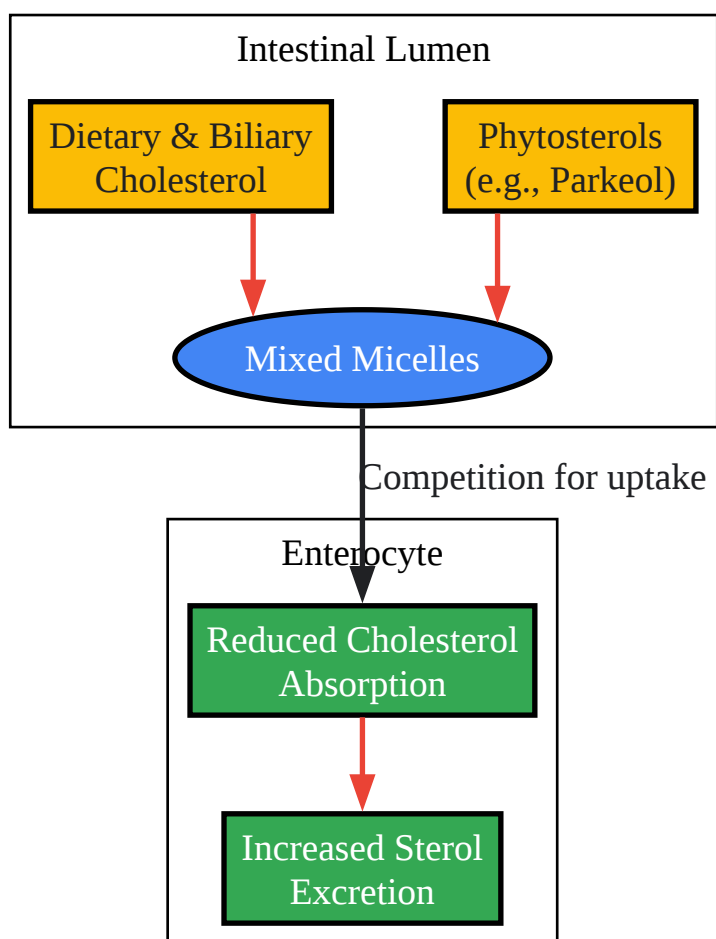 Intestinal Lumen
Dietary & Biliary
Cholesterol
Phytosterols
(e.g., Parkeol)
Mixed Micelles
Competition for uptake
Enterocyte
Reduced Cholesterol
Absorption
Increased Sterol
Excretion